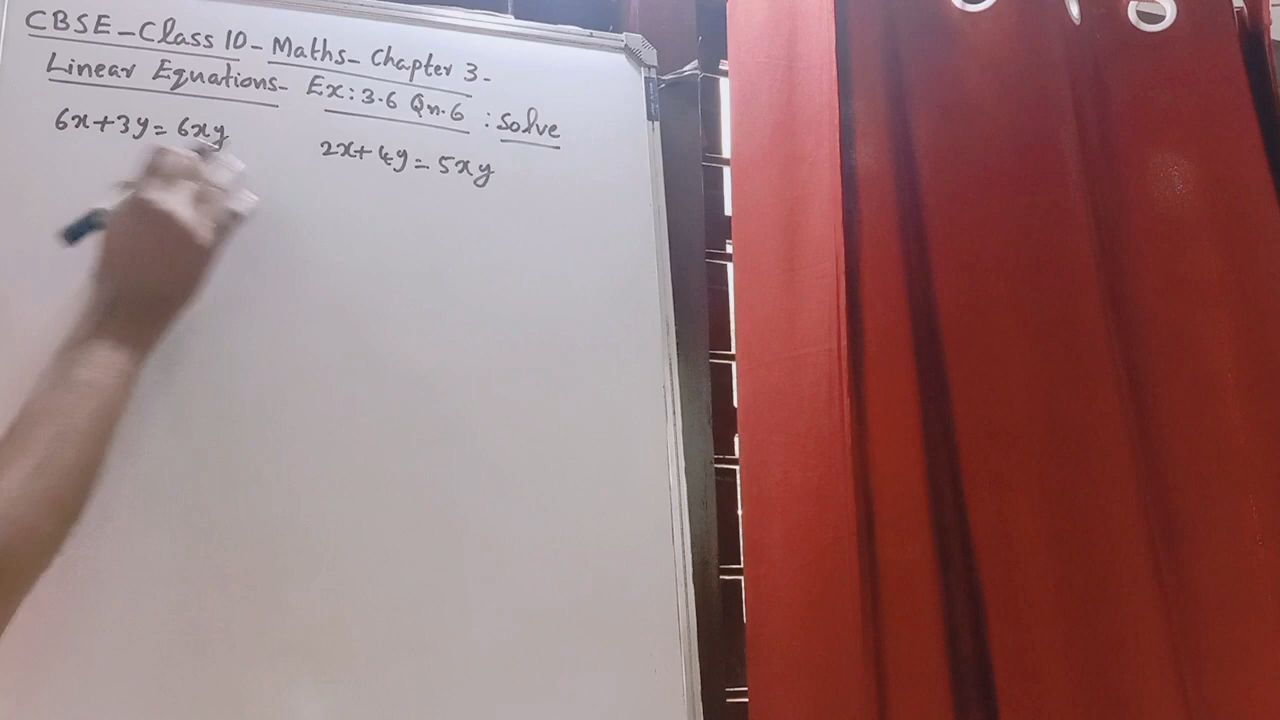 CBSE - Class 10 - Maths - Chapter 3 -
Linear Equations - Ex: 3.6 Qn.6 : Solve
6x+3y = 6xy 2x+4y = 5xy